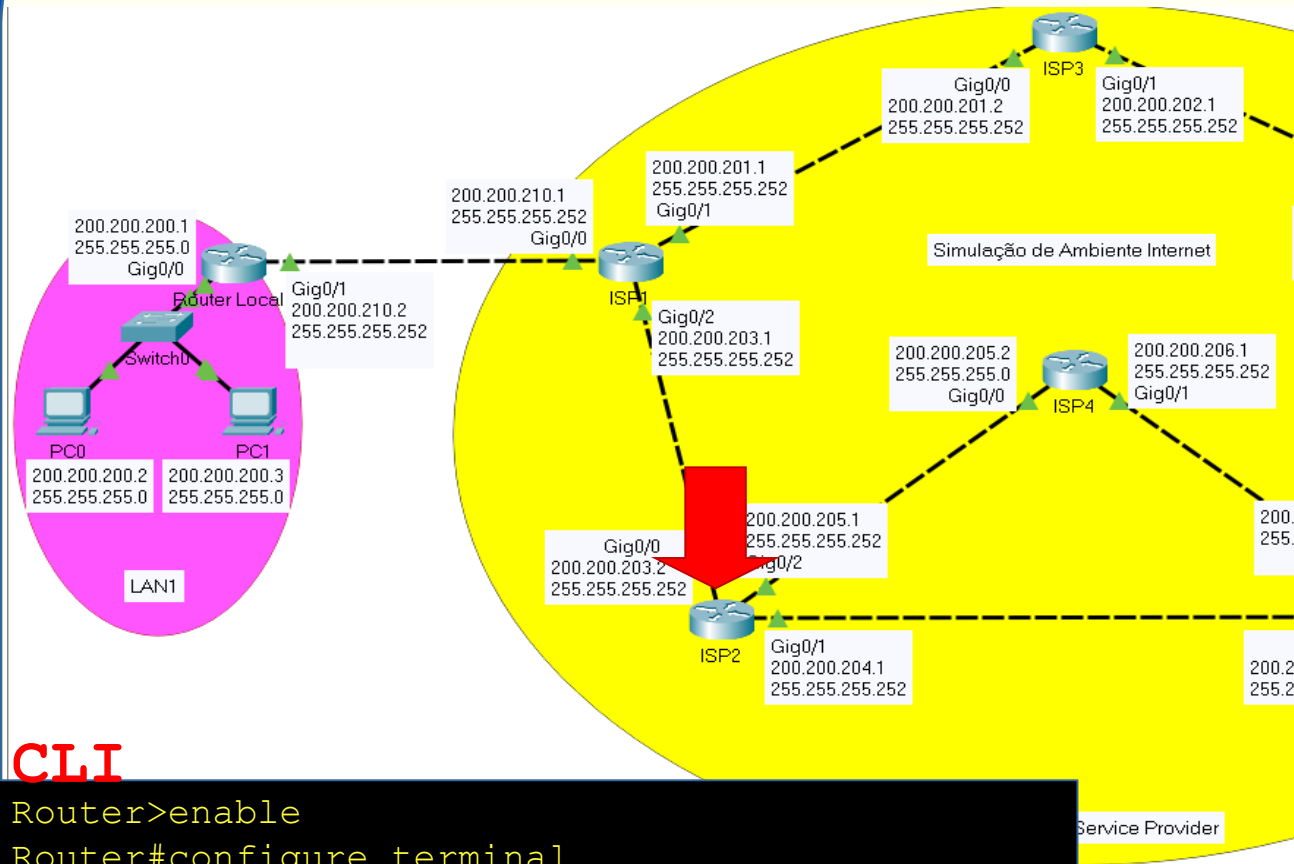 ISP3
Gig0/0
200.200.201.2
255.255.255.252
Gig0/1
200.200.202.1
255.255.255.252
200.200.201.1
255.255.255.252
Gig0/1
200.200.210.1
255.255.255.252
Gig0/0
200.200.200.1
255.255.255.0
Gig0/0
Simulação de Ambiente Internet
Router Local
Gig0/1
200.200.210.2
255.255.255.252
ISP1
Gig0/2
200.200.203.1
255.255.255.252
Switch0
200.200.205.2
255.255.255.0
Gig0/0
ISP4
200.200.206.1
255.255.255.252
Gig0/1
PC0
200.200.200.2
255.255.255.0
PC1
200.200.200.3
255.255.255.0
LAN1
Gig0/0
200.200.203.2
255.255.255.252
200.200.205.1
255.255.255.252
Gig0/2
200.
255.
ISP2
Gig0/1
200.200.204.1
255.255.255.252
200.2
255.2
CLI
Router>enable
Router#configure terminal
Service Provider